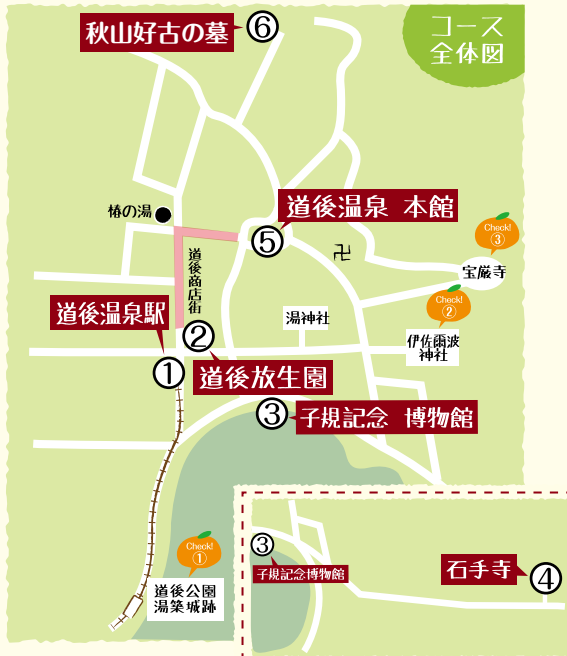 コース
全体図
秋山好古の墓
⑥
椿の湯
道後温泉 本館
⑤
卍
Check!
③
宝厳寺
道後商店街
Check!
②
湯神社
伊佐爾波
神社
道後温泉駅
②
①
道後放生園
③
子規記念 博物館
Check!
①
道後公園
湯築城跡
③
子規記念博物館
石手寺
④